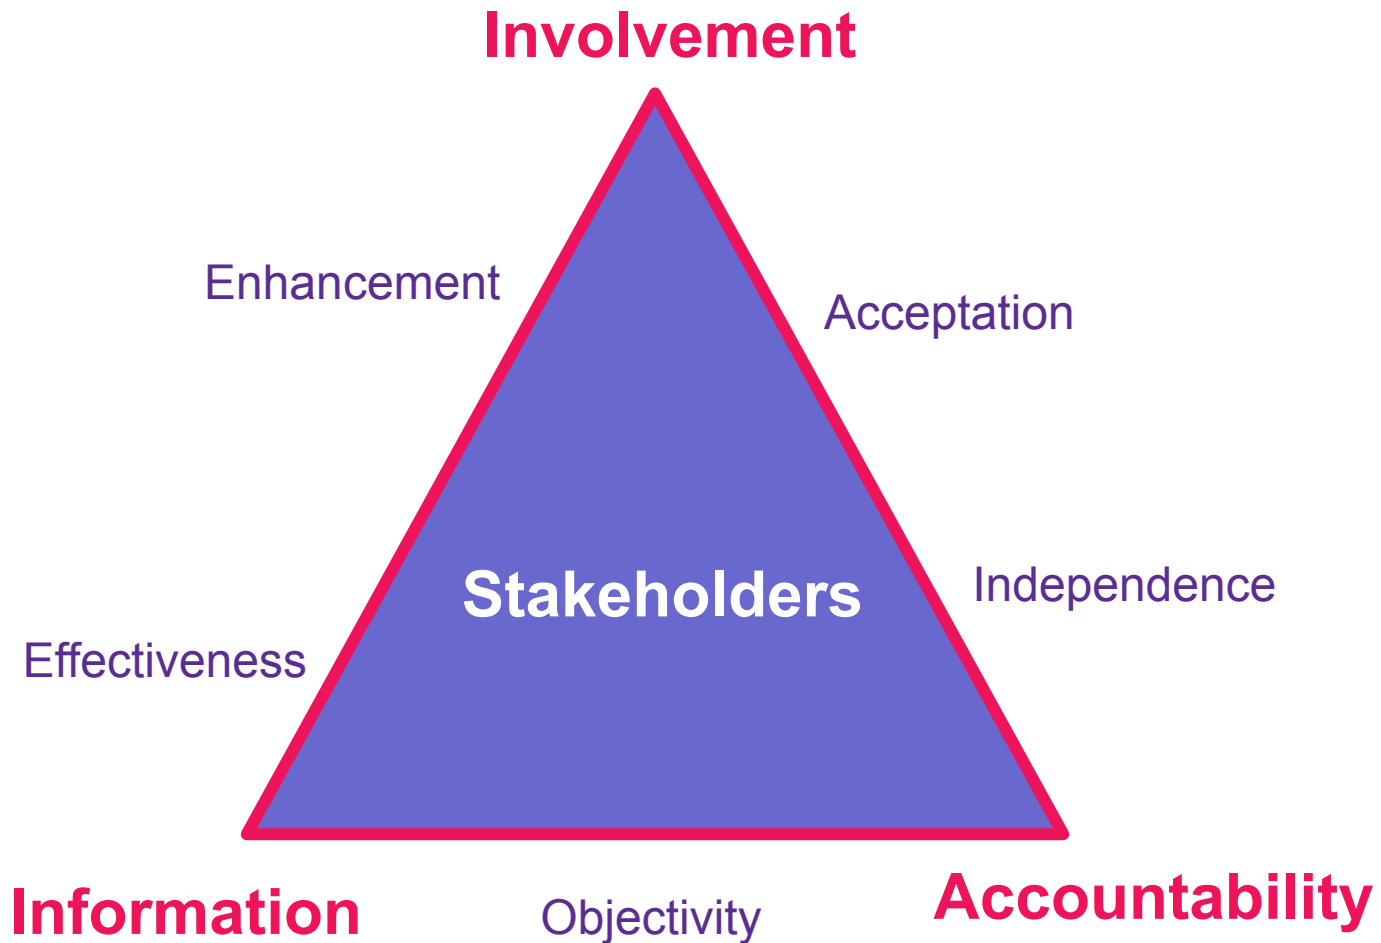 Involvement
Enhancement
Acceptation
Stakeholders
Independence
Effectiveness
Information
Objectivity
Accountability